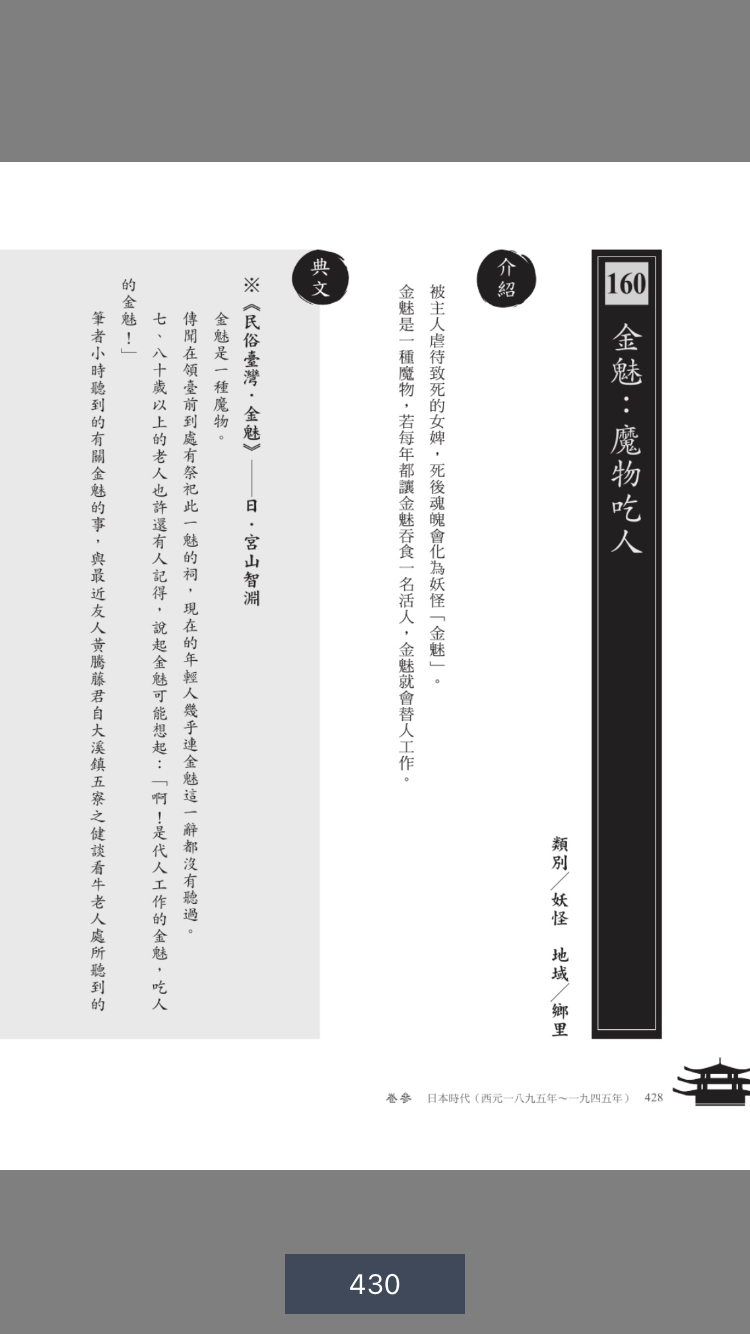 160
金魅：魔物吃人
類別／妖怪　地域／鄉里
介紹
被主人虐待致死的女婢，死後魂魄會化為妖怪「金魅」。
金魅是一種魔物，若每年都讓金魅吞食一名活人，金魅就會替人工作。
典文
※《民俗臺灣．金魅》——日．宮山智淵
金魅是一種魔物。
傳聞在領臺前到處有祭祀此一魅的祠，現在的年輕人幾乎連金魅這一辭都沒有聽過。
七、八十歲以上的老人也許還有人記得，說起金魅可能想起：「啊！是代人工作的金魅，吃人
的金魅！」
筆者小時聽到的有關金魅的事，與最近友人黃騰藤君自大溪鎮五寮之健談看牛老人處所聽到的
卷參　日本時代（西元一八九五年～一九四五年）　428
430